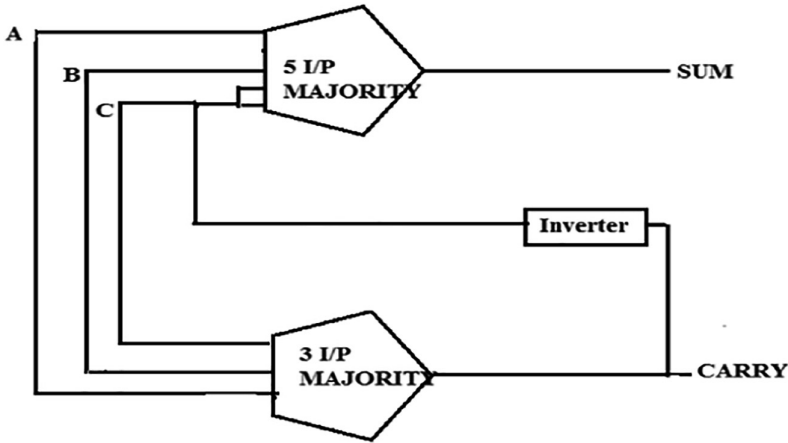 A
B
C
5 I/P
MAJORITY
SUM
Inverter
3 I/P
MAJORITY
CARRY